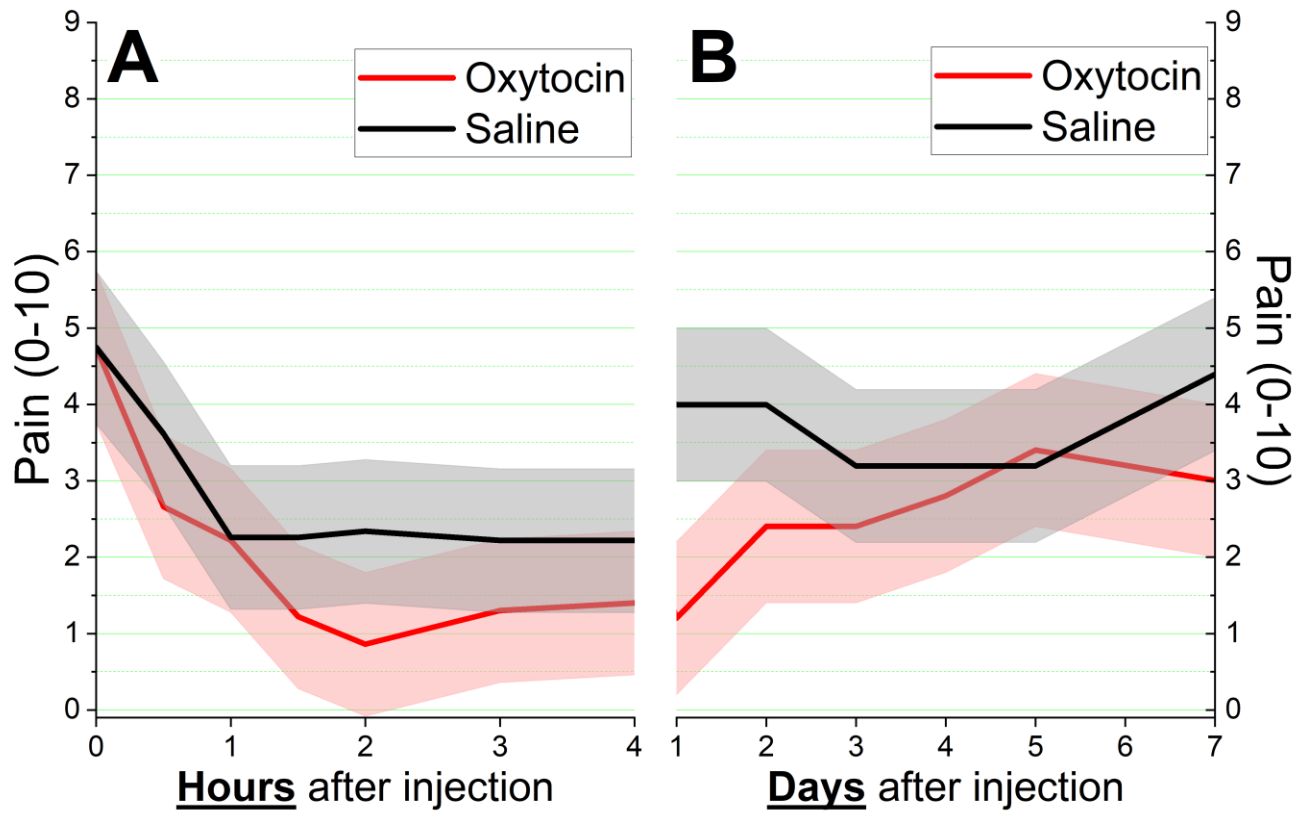 A
Oxytocin
Saline
Pain (0-10)
9
8
7
6
5
4
3
2
1
0
0 1 2 3 4
Hours after injection
B
Oxytocin
Saline
9
8
7
6
5
4
3
2
1
0
Pain (0-10)
1 2 3 4 5 6 7
Days after injection